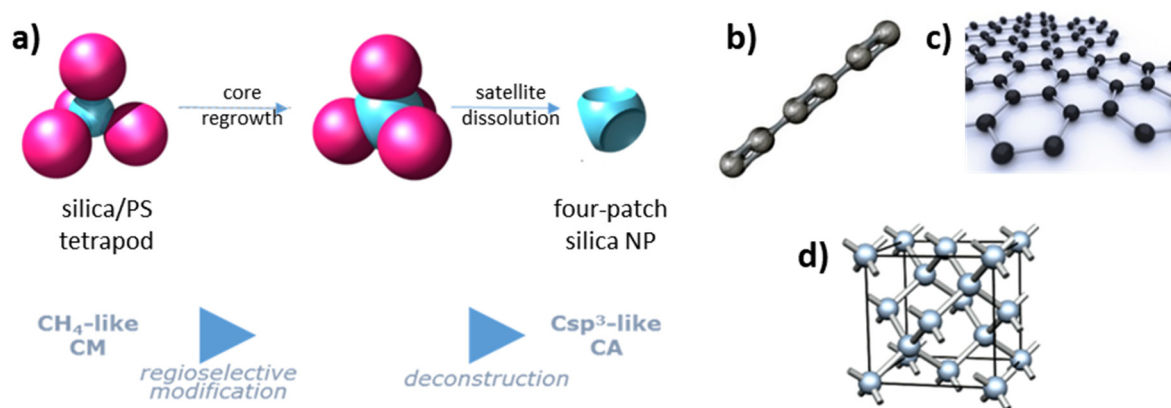 a)
core
regrowth
satellite
dissolution
silica/PS
tetrapod
four-patch
silica NP
CH₄-like
CM
regioselective
modification
deconstruction
Csp³-like
CA
b)
c)
d)